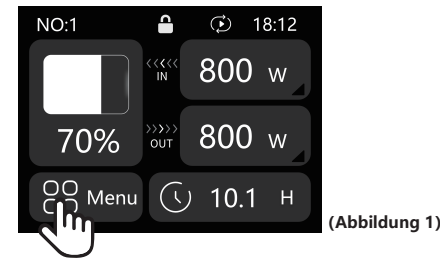 NO:1 18:12
IN 800 W
70% OUT 800 W
Menu 10.1 H
(Abbildung 1)